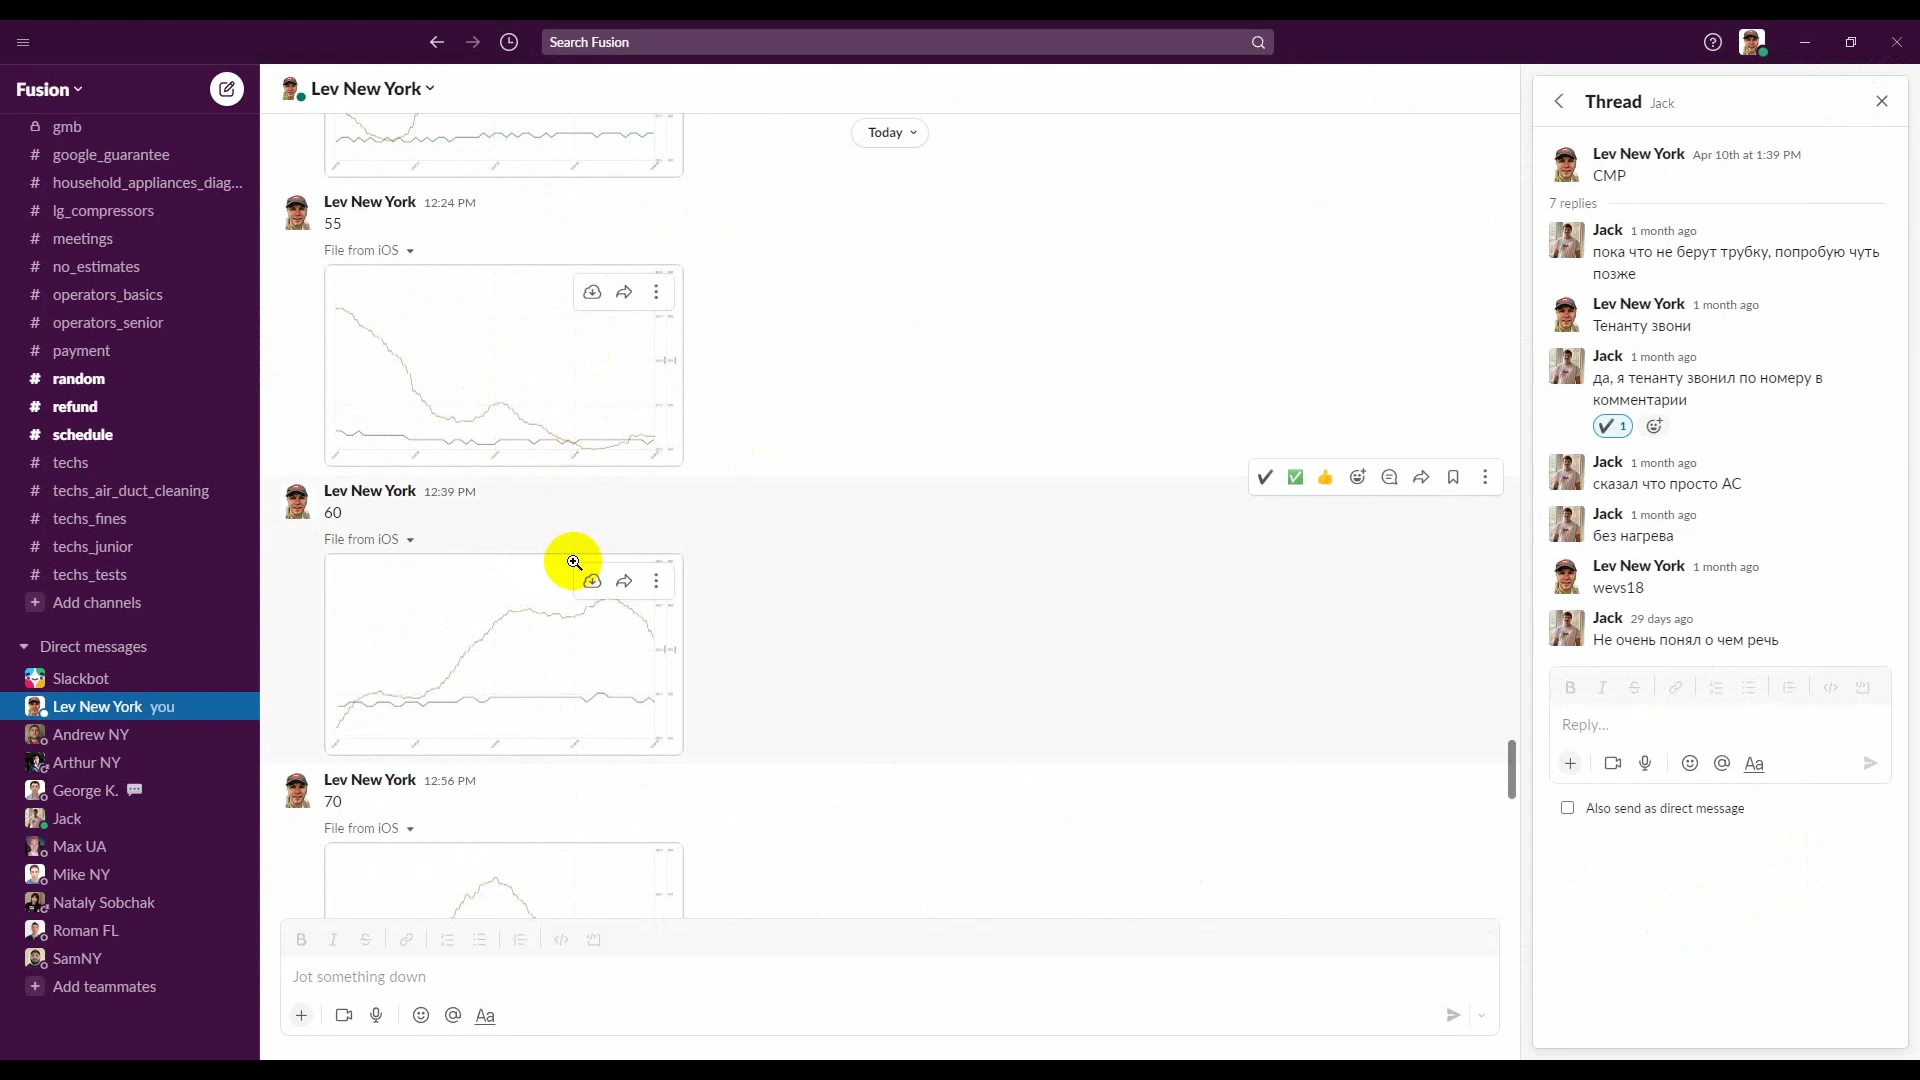 Search Fusion
Fusion
gmb
# google_guarantee
# household_appliances_diag...
# lg_compressors
# meetings
# no_estimates
# operators_basics
# operators_senior
# payment
# random
# refund
# schedule
# techs
# techs_air_duct_cleaning
# techs_fines
# techs_junior
# techs_tests
+ Add channels
Direct messages
Slackbot
Lev New York you
Andrew NY
Arthur NY
George K.
Jack
Max UA
Mike NY
Nataly Sobchak
Roman FL
SamNY
+ Add teammates
Lev New York
Today
Lev New York 12:24 PM
55
File from iOS
Lev New York 12:39 PM
60
File from iOS
Lev New York 12:56 PM
70
File from iOS
Jot something down
Aa
Thread Jack
Lev New York Apr 10th at 1:39 PM
CMP
7 replies
Jack 1 month ago
пока что не берут трубку, попробую чуть
позже
Lev New York 1 month ago
Тенанту звони
Jack 1 month ago
да, я тенанту звонил по номеру в
комментарии
1
Jack 1 month ago
сказал что просто АС
Jack 1 month ago
без нагрева
Lev New York 1 month ago
wevs18
Jack 29 days ago
Не очень понял о чем речь
Reply...
Aa
Also send as direct message